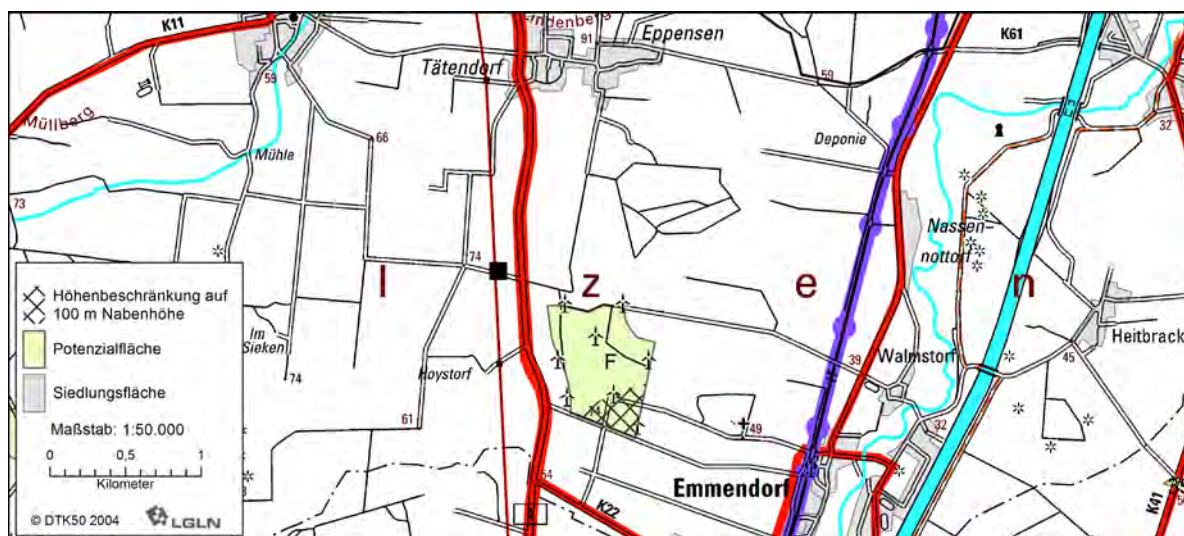 K11
Lindenberg
91
Eppensen
K61
59
Tätendorf
59
Müllberg
Deponie
32
66
Mühle
73
Nassen-
nottorf
74
l z e n
Höhenbeschränkung auf
100 m Nabenhöhe
Potenzialfläche
Siedlungsfläche
Maßstab: 1:50.000
0 0,5 1
Kilometer
© DTK50 2004 LGLN
Im
Sieken
74
Hoystorf
F
39
Walmstorf
45
Heitbrack
61
74
49
32
54
Emmendorf
K22
K41